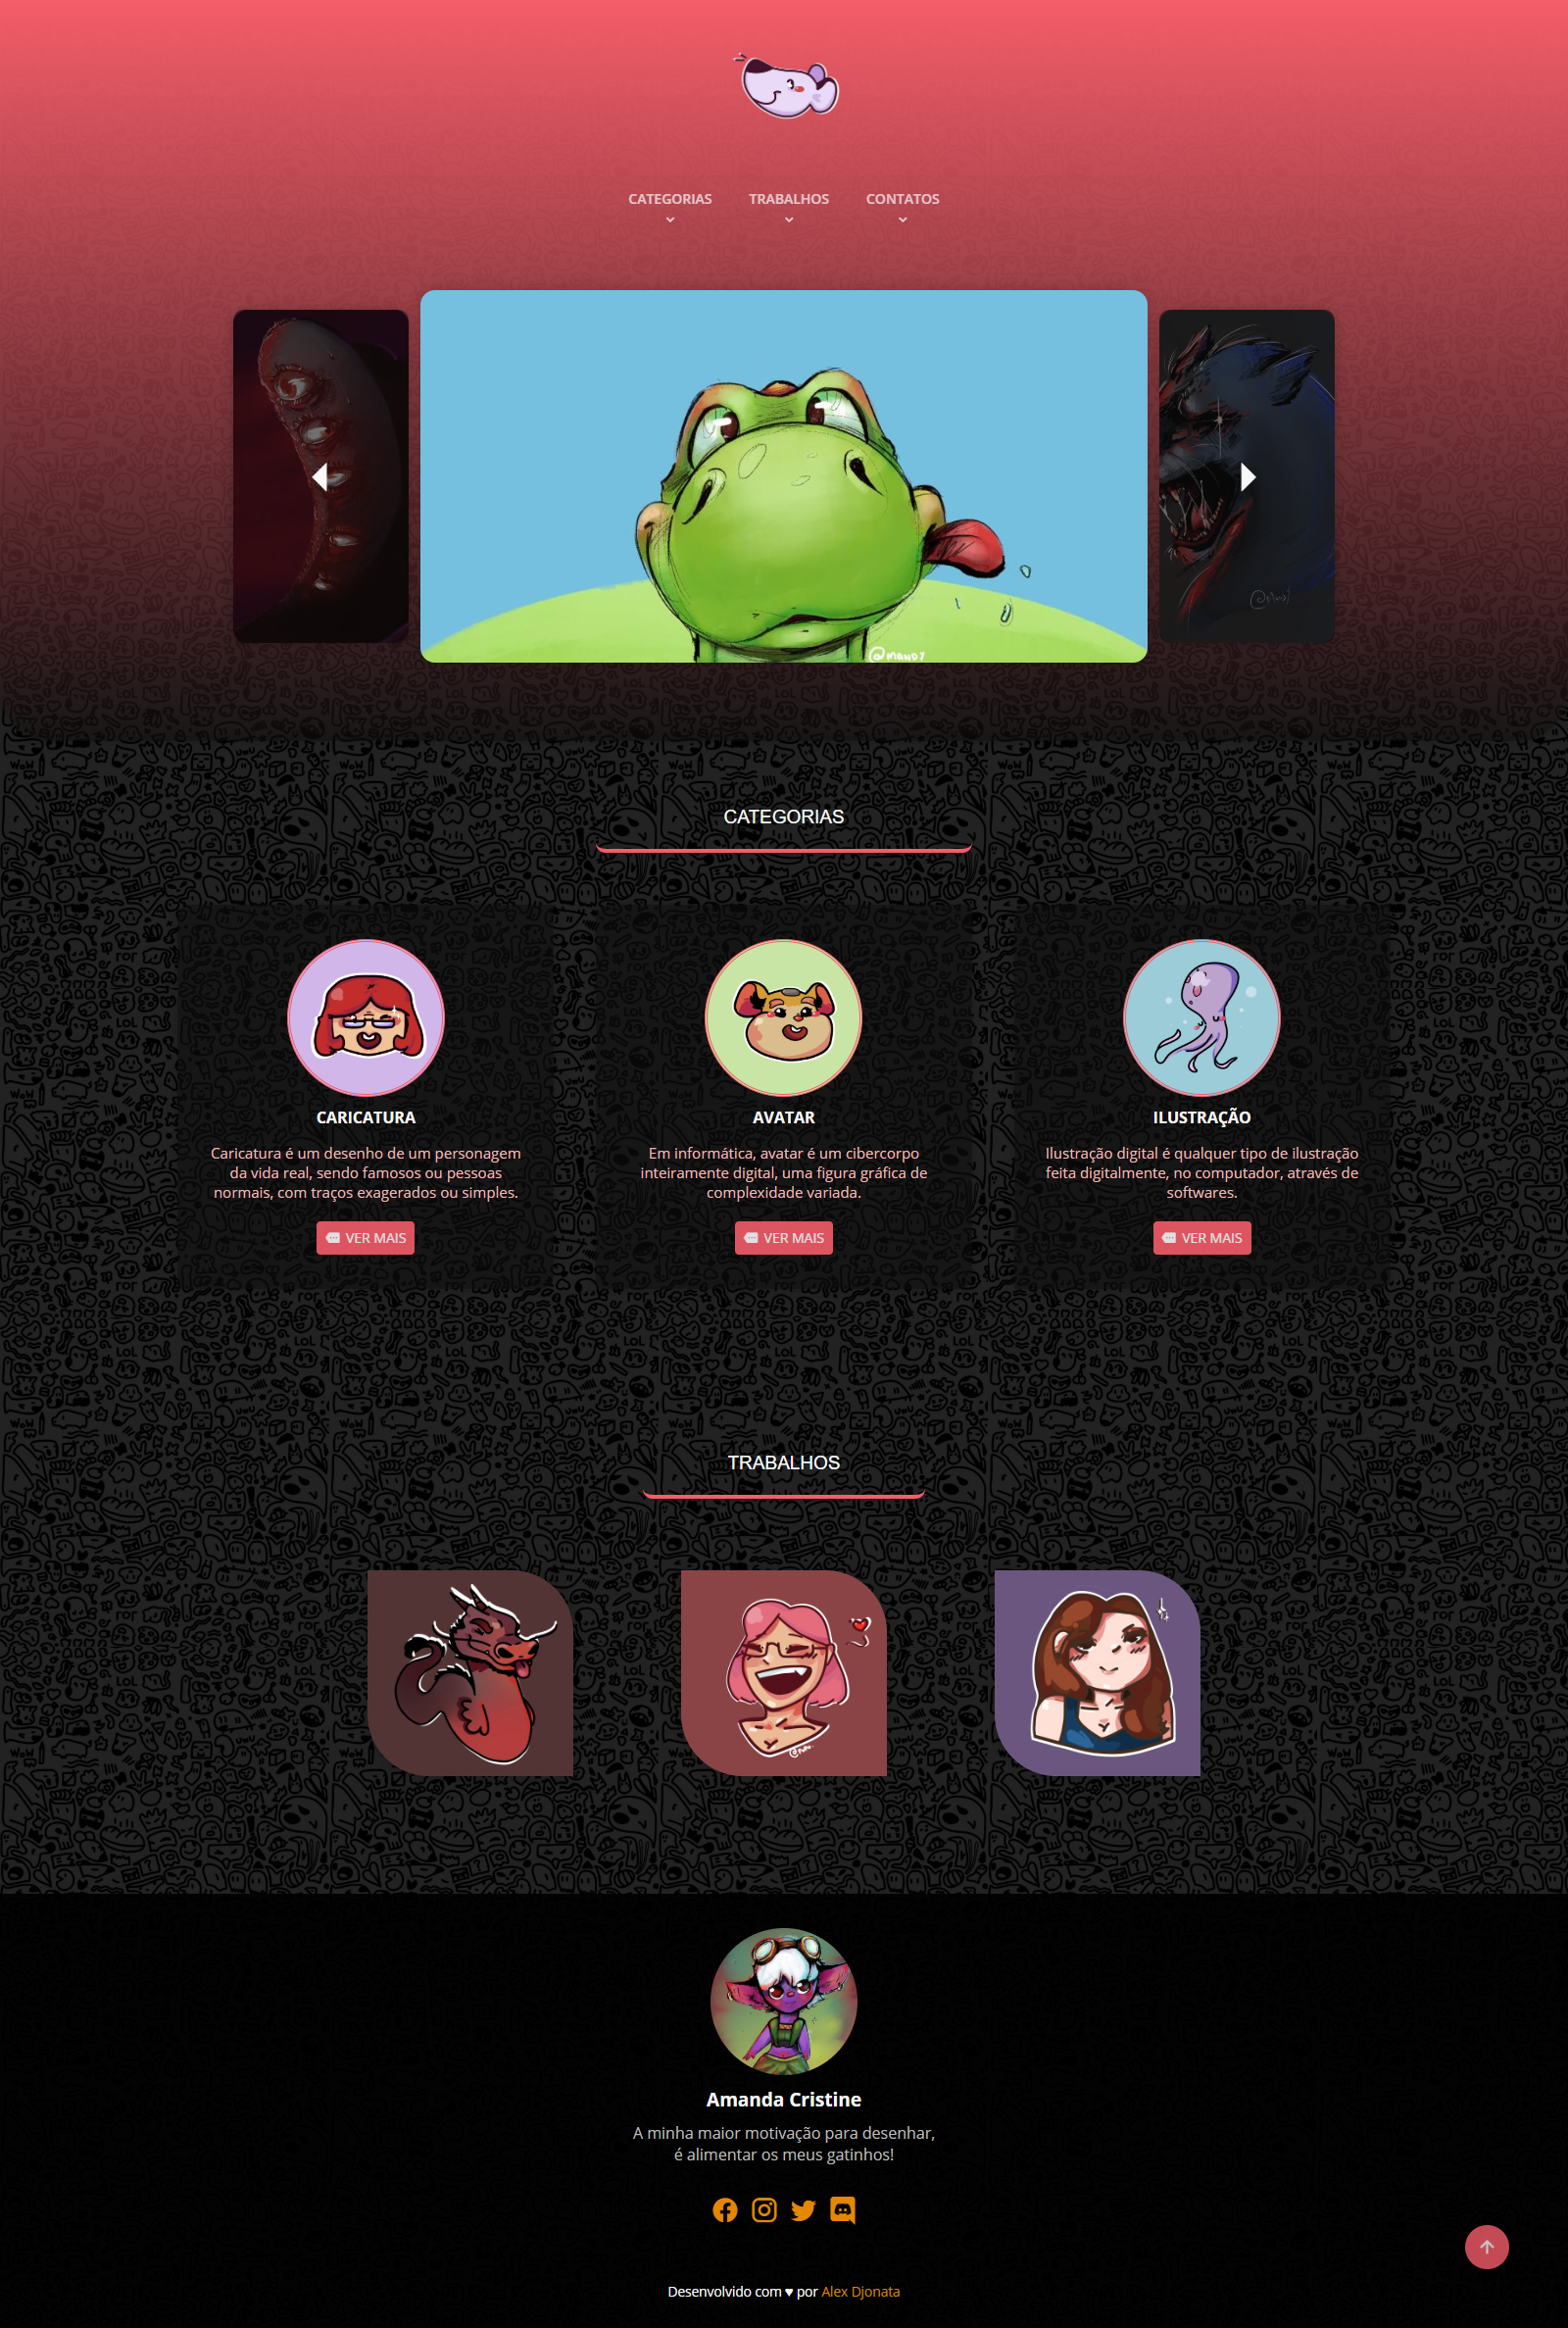 CATEGORIAS
TRABALHOS
CONTATOS
@MANDY
CATEGORIAS
CARICATURA
Caricatura é um desenho de um personagem
da vida real, sendo famosos ou pessoas
normais, com traços exagerados ou simples.
VER MAIS
AVATAR
Em informática, avatar é um cibercorpo
inteiramente digital, uma figura gráfica de
complexidade variada.
VER MAIS
ILUSTRAÇÃO
Ilustração digital é qualquer tipo de ilustração
feita digitalmente, no computador, através de
softwares.
VER MAIS
TRABALHOS
Amanda Cristine
A minha maior motivação para desenhar,
é alimentar os meus gatinhos!
Desenvolvido com ♥ por Alex Djonata